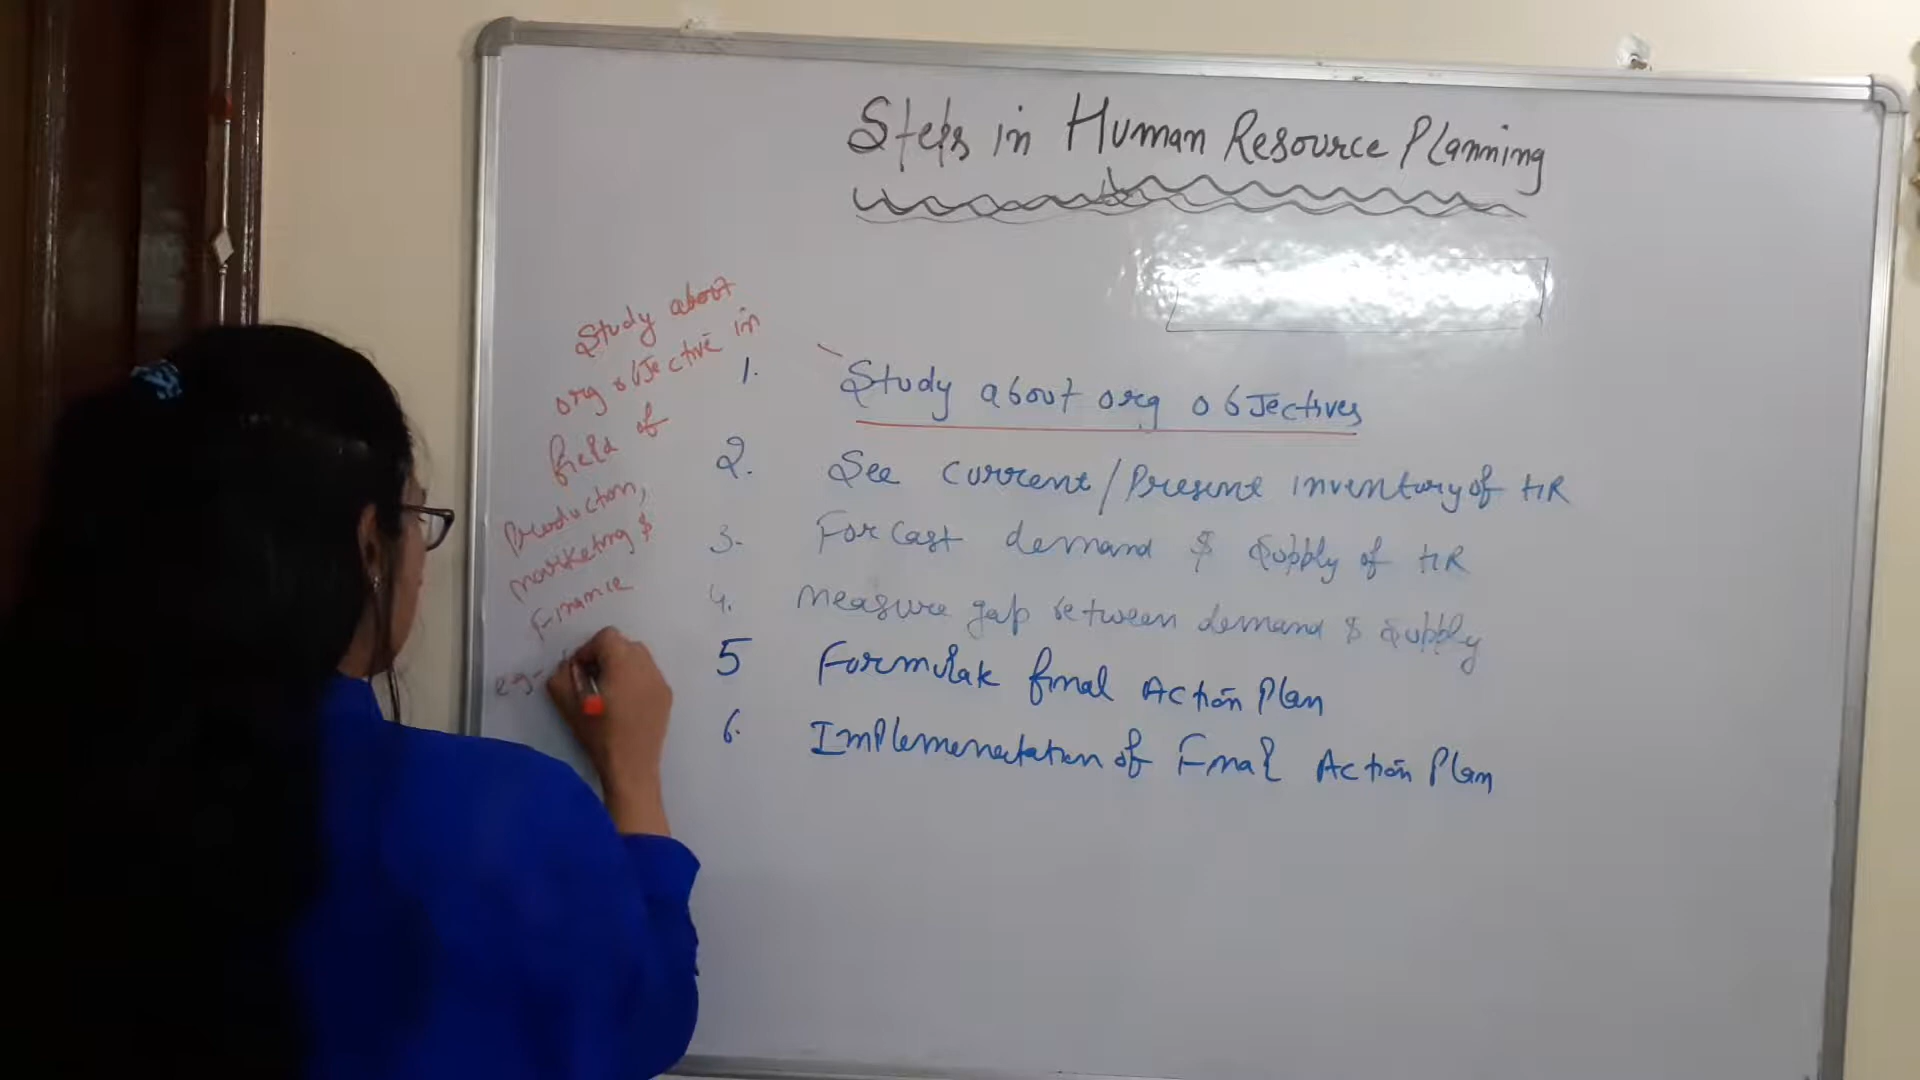 Steps in Human Resource Planning
Study about
org objective in
field of
Production,
marketing &
Finance
eg-
1. Study about org objectives
2. See current/Present inventory of HR
3. Forcast demand & Supply of HR
4. measure gap between demand & Supply
5 Formulate final Action Plan
6. Implemenectation of Final Action Plan